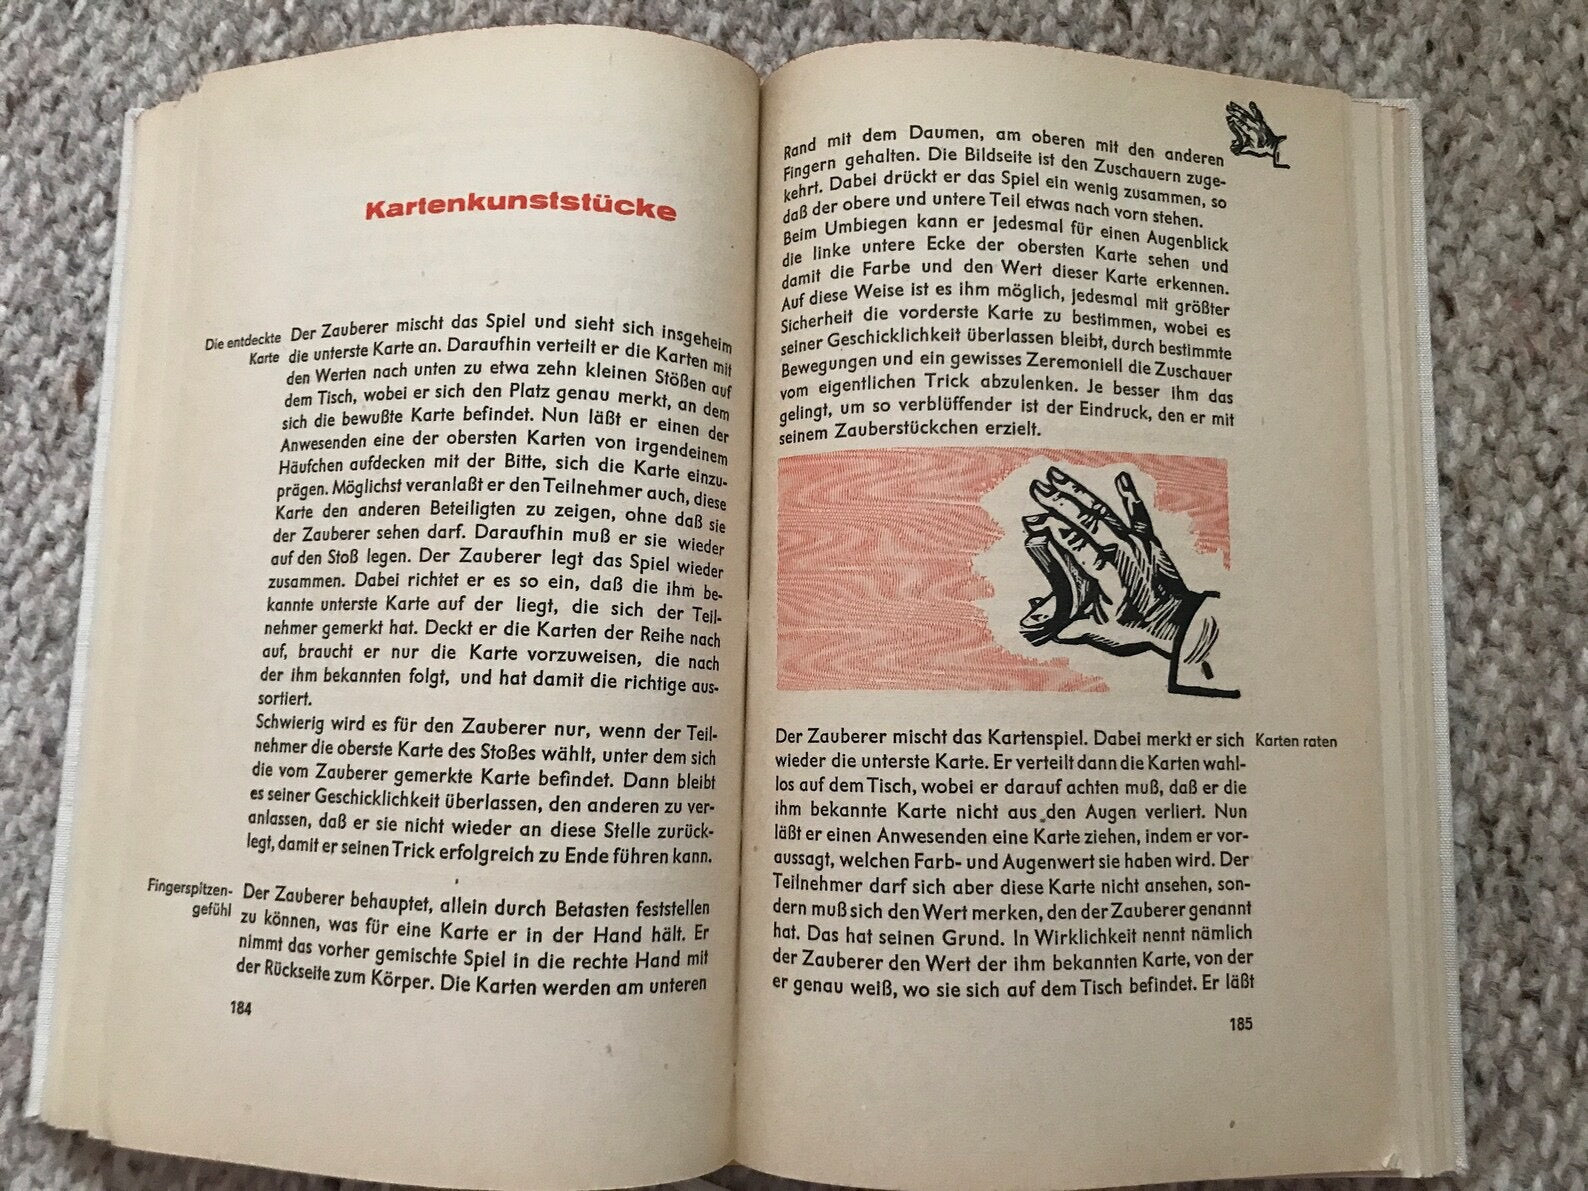 Kartenkunststücke
Die entdeckte
Karte
Der Zauberer mischt das Spiel und sieht sich insgeheim
die unterste Karte an. Daraufhin verteilt er die Karten mit
den Werten nach unten zu etwa zehn kleinen Stößen auf
dem Tisch, wobei er sich den Platz genau merkt, an dem
sich die bewußte Karte befindet. Nun läßt er einen der
Anwesenden eine der obersten Karten von irgendeinem
Häufchen aufdecken mit der Bitte, sich die Karte einzu-
prägen. Möglichst veranlaßt er den Teilnehmer auch, diese
Karte den anderen Beteiligten zu zeigen, ohne daß sie
der Zauberer sehen darf. Daraufhin muß er sie wieder
auf den Stoß legen. Der Zauberer legt das Spiel wieder
zusammen. Dabei richtet er es so ein, daß die ihm be-
kannte unterste Karte auf der liegt, die sich der Teil-
nehmer gemerkt hat. Deckt er die Karten der Reihe nach
auf, braucht er nur die Karte vorzuweisen, die nach
der ihm bekannten folgt, und hat damit die richtige aus-
sortiert.
Schwierig wird es für den Zauberer nur, wenn der Teil-
nehmer die oberste Karte des Stoßes wählt, unter dem sich
die vom Zauberer gemerkte Karte befindet. Dann bleibt
es seiner Geschicklichkeit überlassen, den anderen zu ver-
anlassen, daß er sie nicht wieder an diese Stelle zurück-
legt, damit er seinen Trick erfolgreich zu Ende führen kann.
Fingerspitzen-
gefühl
Der Zauberer behauptet, allein durch Betasten feststellen
zu können, was für eine Karte er in der Hand hält. Er
nimmt das vorher gemischte Spiel in die rechte Hand mit
der Rückseite zum Körper. Die Karten werden am unteren
184
Rand mit dem Daumen, am oberen mit den anderen
Fingern gehalten. Die Bildseite ist den Zuschauern zuge-
kehrt. Dabei drückt er das Spiel ein wenig zusammen, so
daß der obere und untere Teil etwas nach vorn stehen.
Beim Umbiegen kann er jedesmal für einen Augenblick
die linke untere Ecke der obersten Karte sehen und
damit die Farbe und den Wert dieser Karte erkennen.
Auf diese Weise ist es ihm möglich, jedesmal mit größter
Sicherheit die vorderste Karte zu bestimmen, wobei es
seiner Geschicklichkeit überlassen bleibt, durch bestimmte
Bewegungen und ein gewisses Zeremoniell die Zuschauer
vom eigentlichen Trick abzulenken. Je besser ihm das
gelingt, um so verblüffender ist der Eindruck, den er mit
seinem Zauberstückchen erzielt.
Der Zauberer mischt das Kartenspiel. Dabei merkt er sich
Karten raten
wieder die unterste Karte. Er verteilt dann die Karten wahl-
los auf dem Tisch, wobei er darauf achten muß, daß er die
ihm bekannte Karte nicht aus den Augen verliert. Nun
läßt er einen Anwesenden eine Karte ziehen, indem er vor-
aussagt, welchen Farb- und Augenwert sie haben wird. Der
Teilnehmer darf sich aber diese Karte nicht ansehen, son-
dern muß sich den Wert merken, den der Zauberer genannt
hat. Das hat seinen Grund. In Wirklichkeit nennt nämlich
der Zauberer den Wert der ihm bekannten Karte, von der
er genau weiß, wo sie sich auf dem Tisch befindet. Er läßt
185